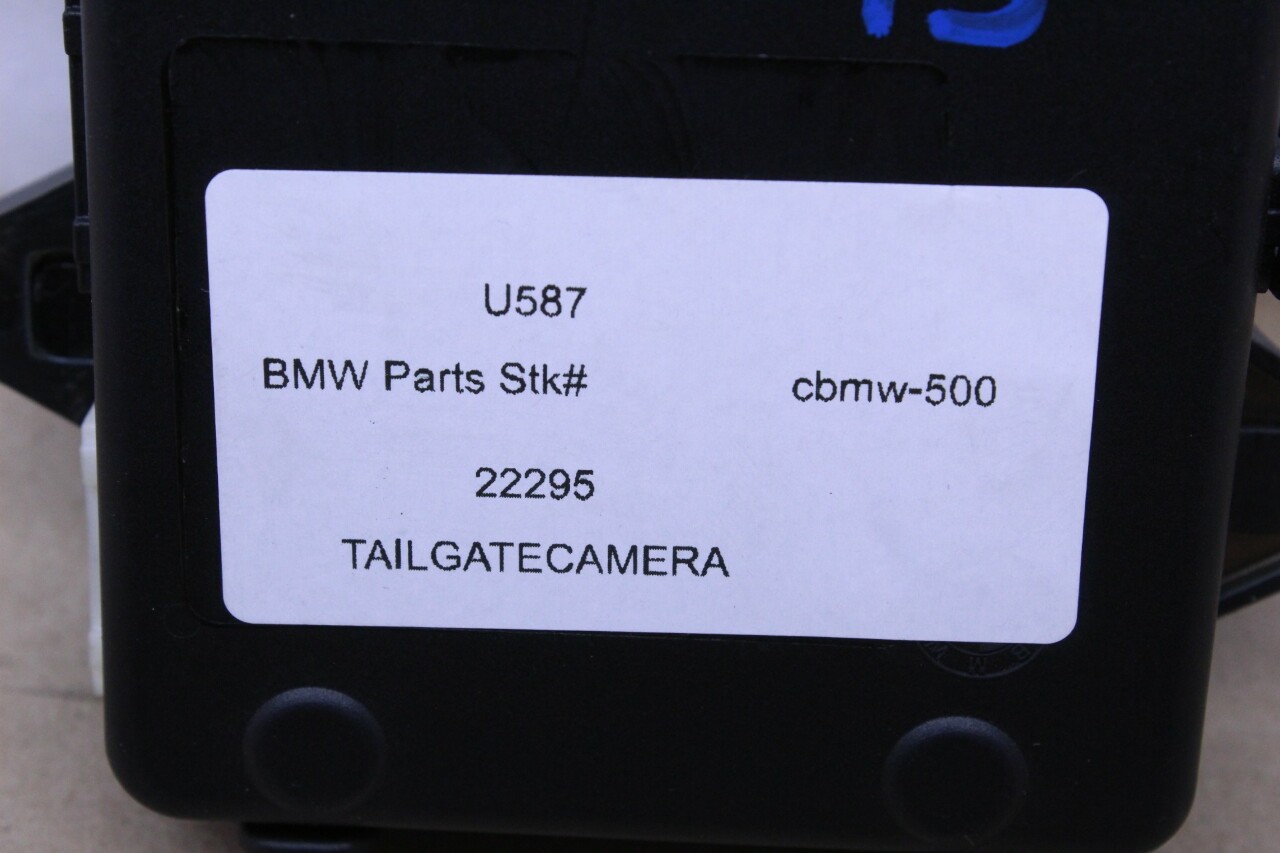 U587
BMW Parts Stk# cbmw-500
22295
TAILGATECAMERA